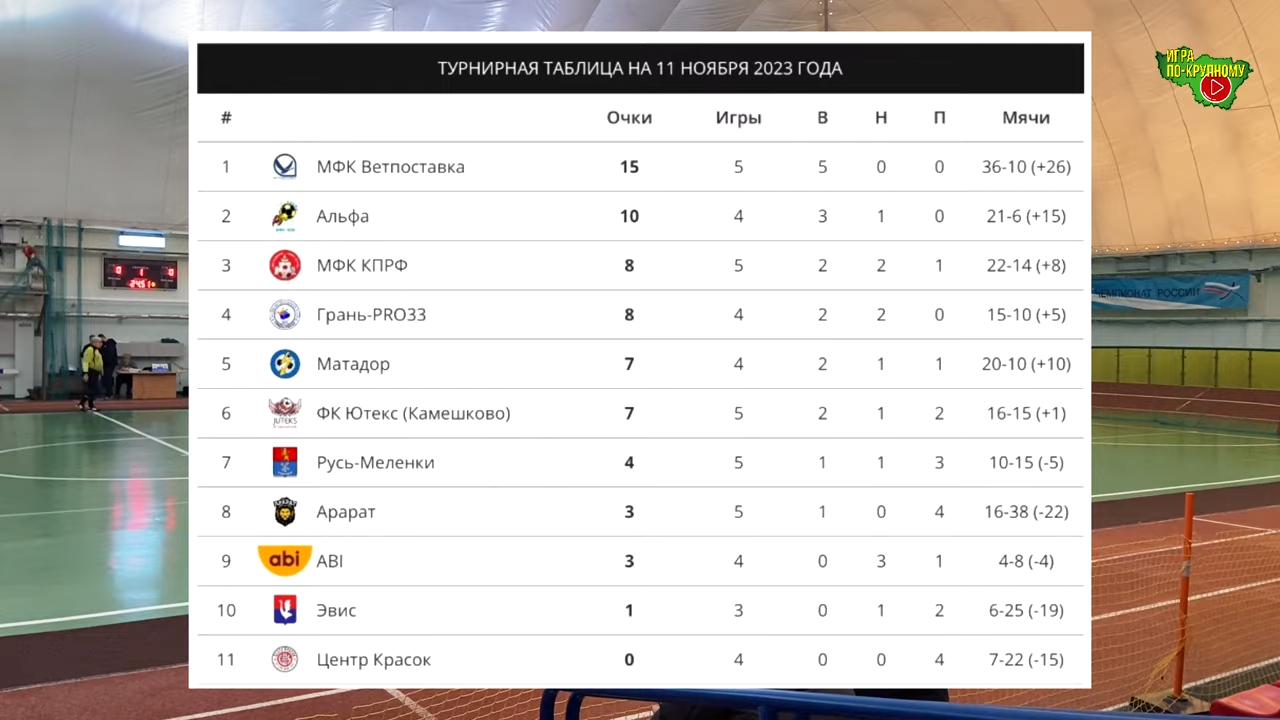 ИГРА
ПО-КРУПНОМУ
ТУРНИРНАЯ ТАБЛИЦА НА 11 НОЯБРЯ 2023 ГОДА
# Очки Игры В Н П Мячи
1 МФК Ветпоставка 15 5 5 0 0 36-10 (+26)
2 Альфа 10 4 3 1 0 21-6 (+15)
3 МФК КПРФ 8 5 2 2 1 22-14 (+8)
4 Грань-PRO33 8 4 2 2 0 15-10 (+5)
5 Матадор 7 4 2 1 1 20-10 (+10)
6 JUTEKS ФК Ютекс (Камешково) 7 5 2 1 2 16-15 (+1)
7 Русь-Меленки 4 5 1 1 3 10-15 (-5)
8 АРАРАТ Арарат 3 5 1 0 4 16-38 (-22)
9 abi ABI 3 4 0 3 1 4-8 (-4)
10 Эвис 1 3 0 1 2 6-25 (-19)
11 Центр Красок 0 4 0 0 4 7-22 (-15)
ЧЕМПИОНАТ РОССИИ
0 1 0